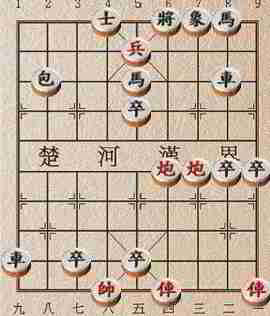 1 2 3 4 5 6 7 8 9
士 將 象 馬
兵
包 馬 車
卒
楚 河 漢 界
炮 炮 卒 卒
車 卒 卒
帥 俥 俥
九 八 七 六 五 四 三 二 一